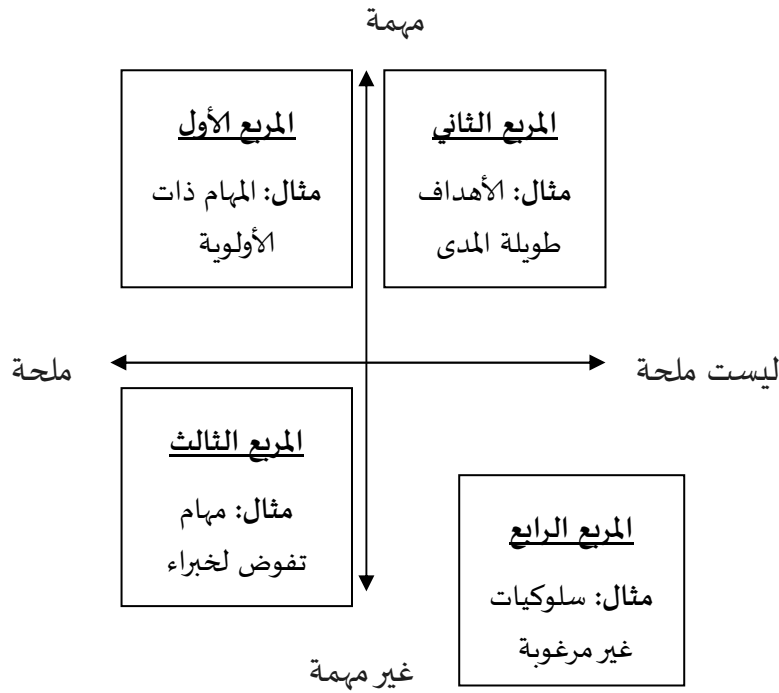 مهمة
المربع الأول
مثال: المهام ذات
الأولوية
المربع الثاني
مثال: الأهداف
طويلة المدى
ملحة
ليست ملحة
المربع الثالث
مثال: مهام
تفوض لخبراء
المربع الرابع
مثال: سلوكيات
غير مرغوبة
غير مهمة